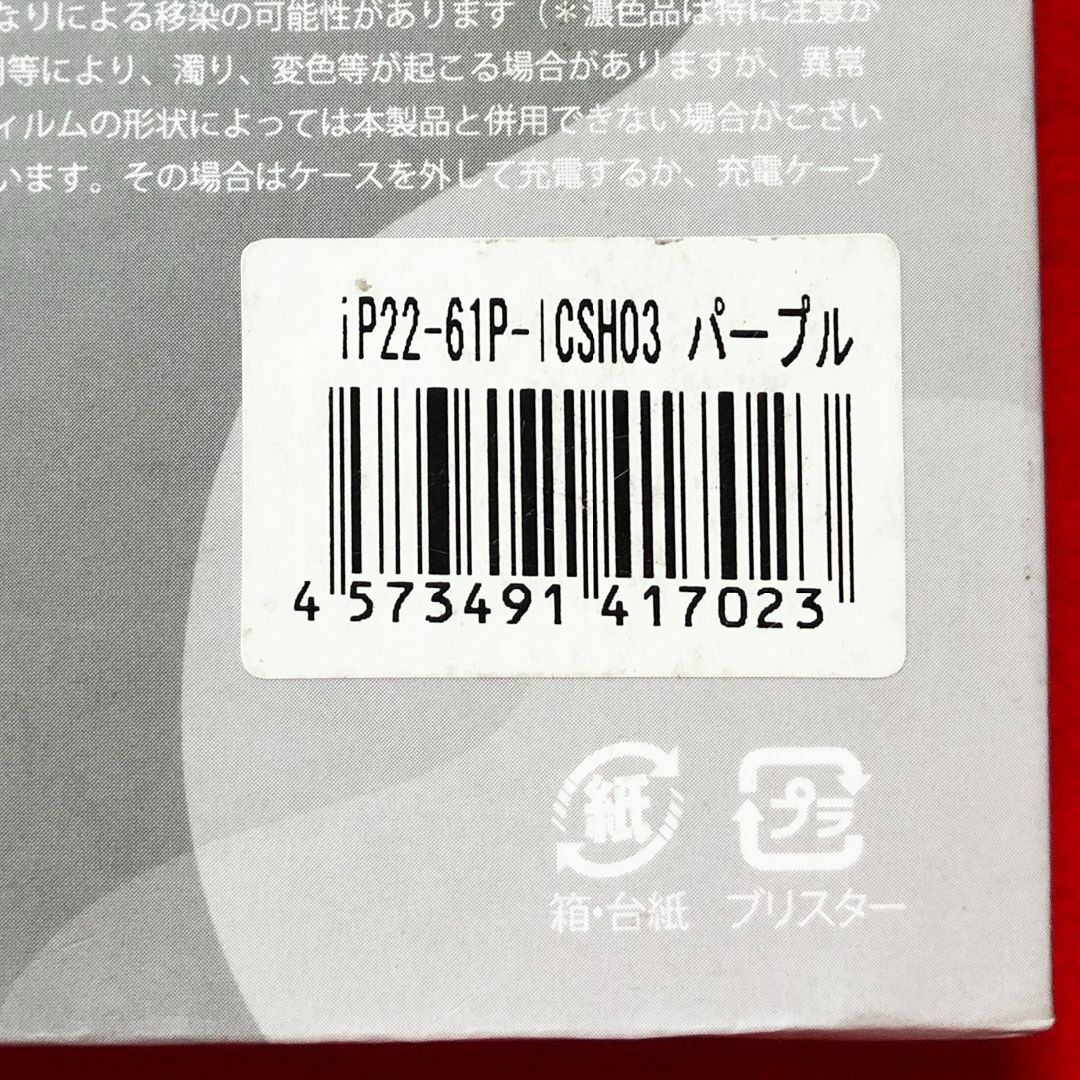 なりによる移染の可能性があります（＊濃色品は特に注意が
等により、濁り、変色等が起こる場合がありますが、異常
ィルムの形状によっては本製品と併用できない場合がござい
います。その場合はケースを外して充電するか、充電ケーブ
iP22-61P-ICSH03 パープル
4 573491 417023
紙
プラ
箱・台紙 ブリスター